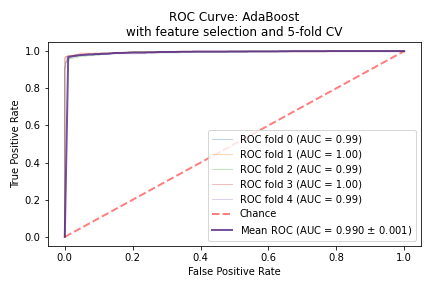 ROC Curve: AdaBoost
with feature selection and 5-fold CV
True Positive Rate
1.0
0.8
0.6
0.4
0.2
0.0
ROC fold 0 (AUC = 0.99)
ROC fold 1 (AUC = 1.00)
ROC fold 2 (AUC = 0.99)
ROC fold 3 (AUC = 1.00)
ROC fold 4 (AUC = 0.99)
Chance
Mean ROC (AUC = 0.990 ± 0.001)
0.0 0.2 0.4 0.6 0.8 1.0
False Positive Rate